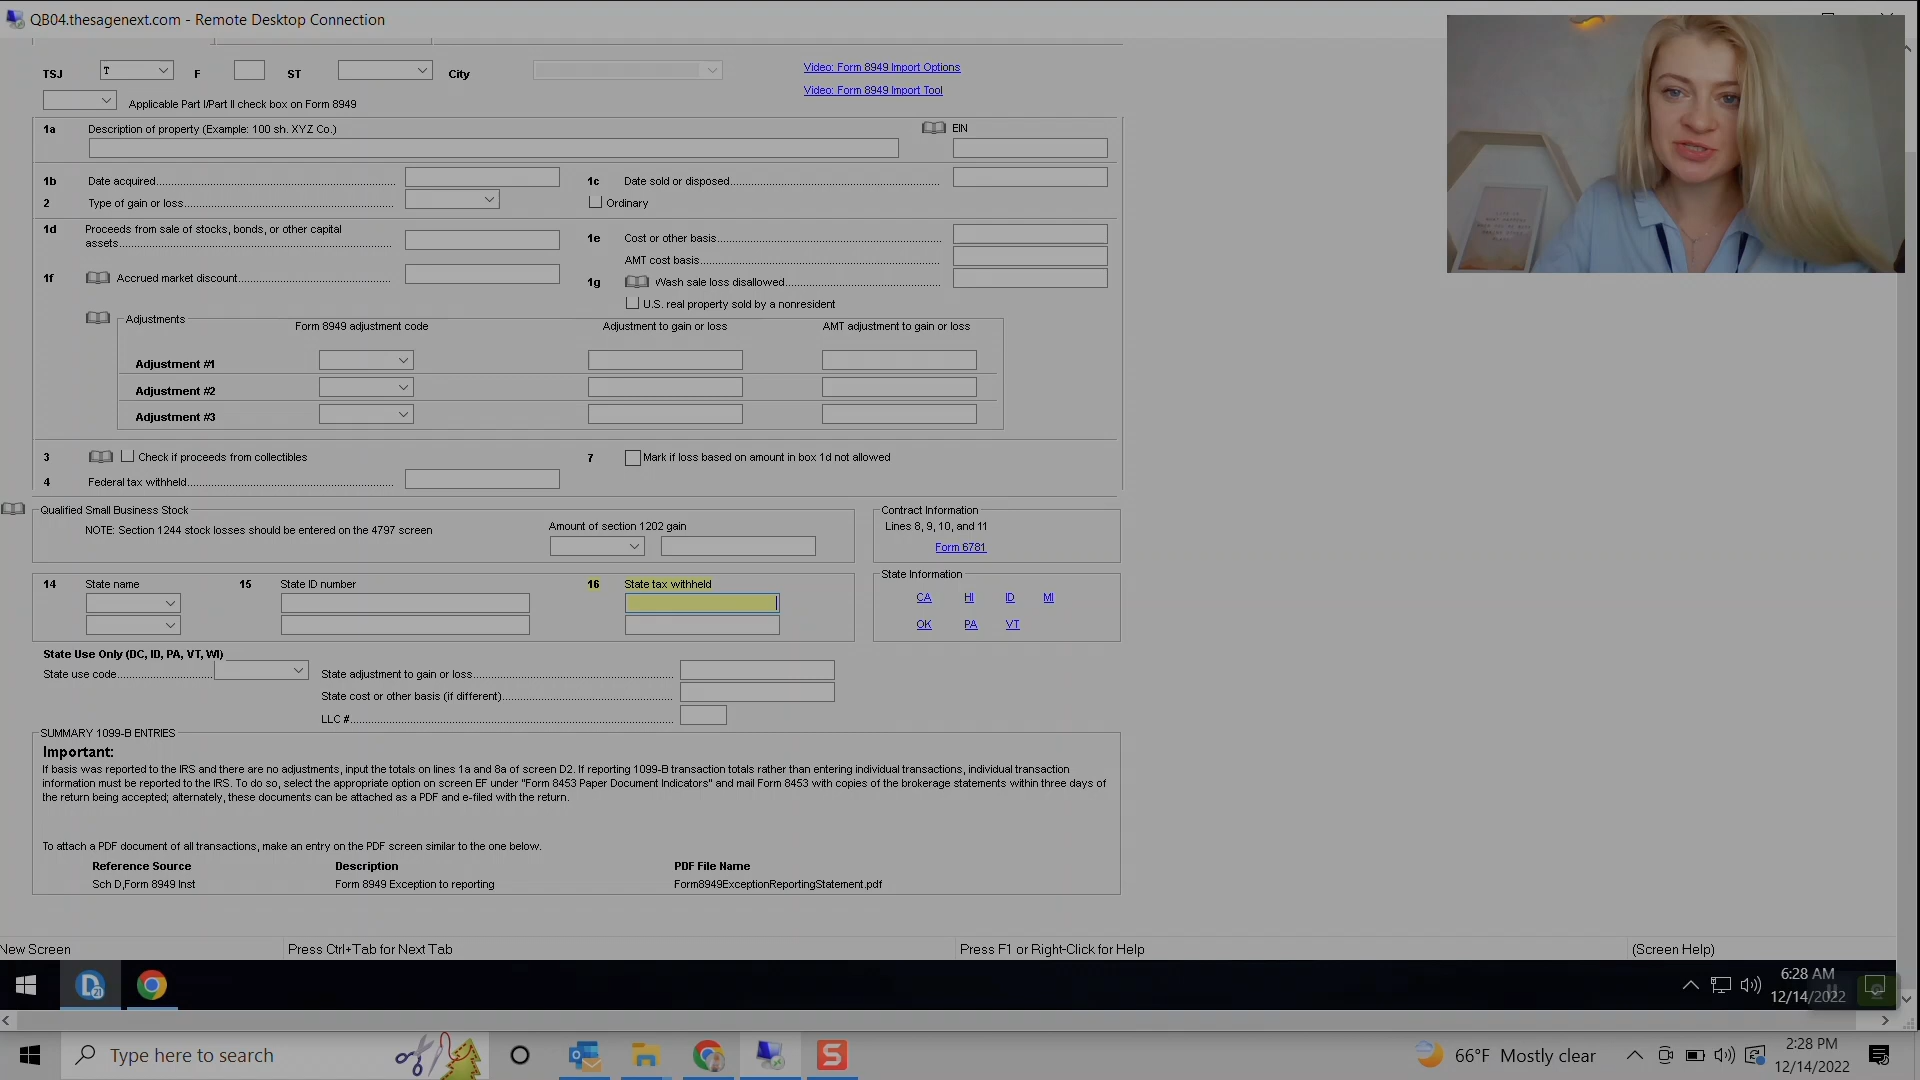 QB04.thesagenext.com - Remote Desktop Connection
TSJ T F ST City
Video: Form 8949 Import Options
Video: Form 8949 Import Tool
Applicable Part I/Part II check box on Form 8949
1a Description of property (Example: 100 sh. XYZ Co.) EIN
1b Date acquired 1c Date sold or disposed
2 Type of gain or loss Ordinary
1d Proceeds from sale of stocks, bonds, or other capital
assets
1e Cost or other basis
AMT cost basis
1f Accrued market discount 1g Wash sale loss disallowed
U.S. real property sold by a nonresident
Adjustments
Form 8949 adjustment code Adjustment to gain or loss AMT adjustment to gain or loss
Adjustment #1
Adjustment #2
Adjustment #3
3 Check if proceeds from collectibles 7 Mark if loss based on amount in box 1d not allowed
4 Federal tax withheld
Qualified Small Business Stock
NOTE: Section 1244 stock losses should be entered on the 4797 screen
Amount of section 1202 gain
Contract Information
Lines 8, 9, 10, and 11
Form 6781
14 State name 15 State ID number 16 State tax withheld
State Information
CA HI ID MI
OK PA VT
State Use Only (DC, ID, PA, VT, WI)
State use code State adjustment to gain or loss
State cost or other basis (if different)
LLC #
SUMMARY 1099-B ENTRIES
Important:
If basis was reported to the IRS and there are no adjustments, input the totals on lines 1a and 8a of screen D2. If reporting 1099-B transaction totals rather than entering individual transactions, individual transaction
information must be reported to the IRS. To do so, select the appropriate option on screen EF under "Form 8453 Paper Document Indicators" and mail Form 8453 with copies of the brokerage statements within three days of
the return being accepted; alternately, these documents can be attached as a PDF and e-filed with the return.
To attach a PDF document of all transactions, make an entry on the PDF screen similar to the one below.
Reference Source Description PDF File Name
Sch D,Form 8949 Inst Form 8949 Exception to reporting Form8949ExceptionReportingStatement.pdf
New Screen Press Ctrl+Tab for Next Tab Press F1 or Right-Click for Help (Screen Help)
D 21
6:28 AM
12/14/2022
Type here to search
S
66°F Mostly clear
2:28 PM
12/14/2022